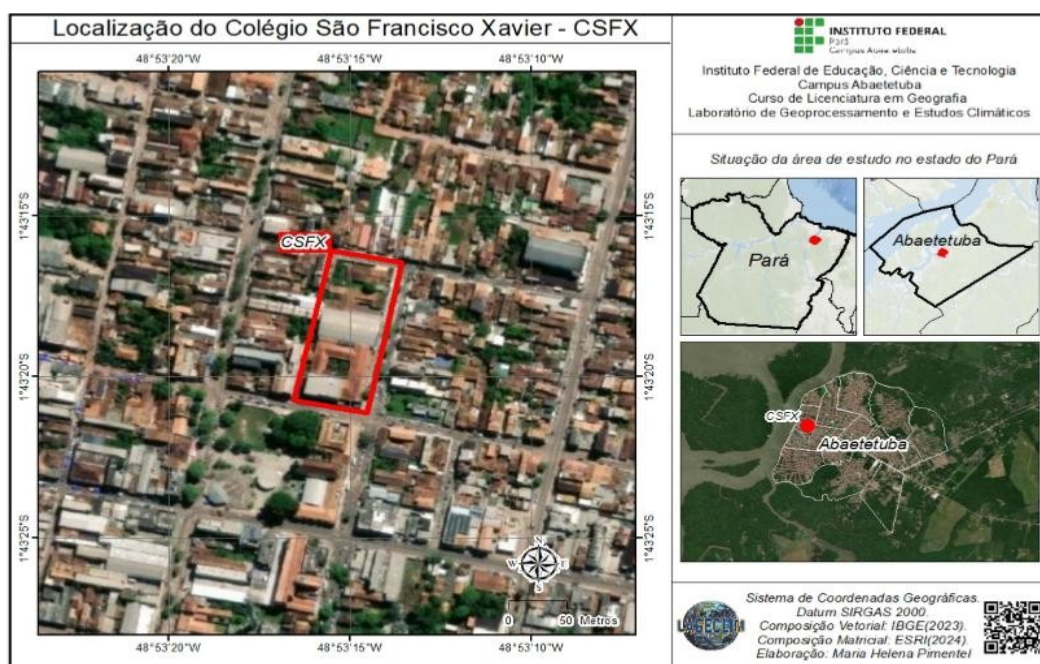 Localização do Colégio São Francisco Xavier - CSFX
48°53'20"O
48°53'15"O
48°53'10"O
1°43'15"S
1°43'20"S
1°43'25"S
CSFX
1°43'15"S
1°43'20"S
1°43'25"S
N
W
E
S
0
50 Metros
48°53'20"O
48°53'15"O
48°53'10"O
INSTITUTO FEDERAL
Pará
Campus Abaetetuba
Instituto Federal de Educação, Ciência e Tecnologia
Campus Abaetetuba
Curso de Licenciatura em Geografia
Laboratório de Geoprocessamento e Estudos Climáticos
Situação da área de estudo no estado do Pará
Pará
Abaetetuba
CSFX
Abaetetuba
Sistema de Coordenadas Geográficas.
Datum SIRGAS 2000.
Composição Vetorial: IBGE(2023).
Composição Matricial: ESRI(2024)
Elaboração: Maria Helena Pimentel